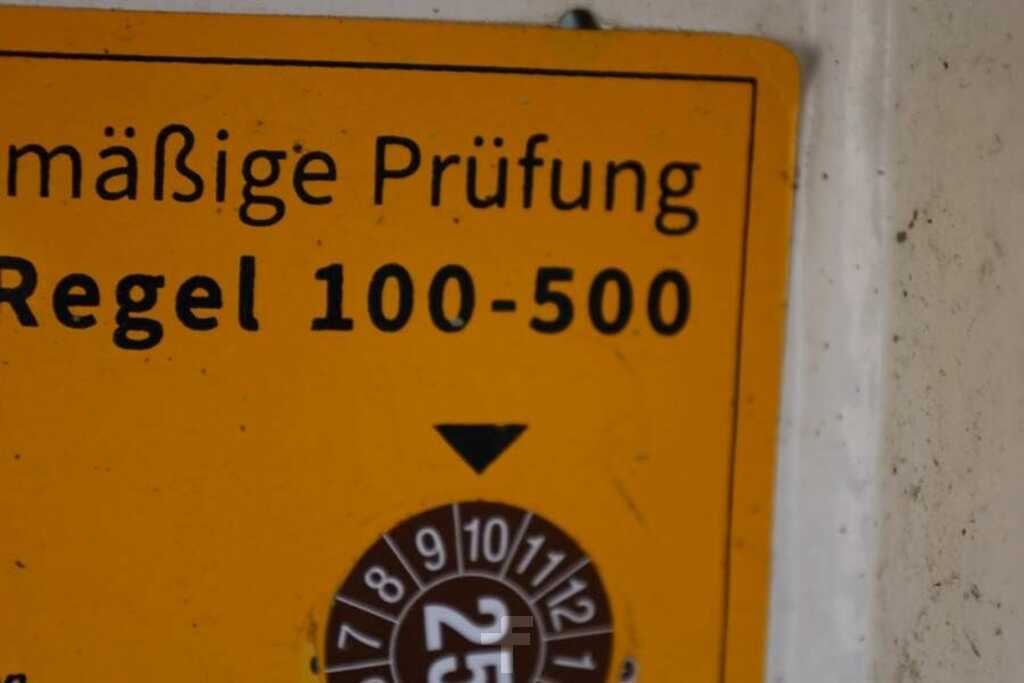 mäßige Prüfung
Regel 100-500
7 8 9 10 11 12 1
25